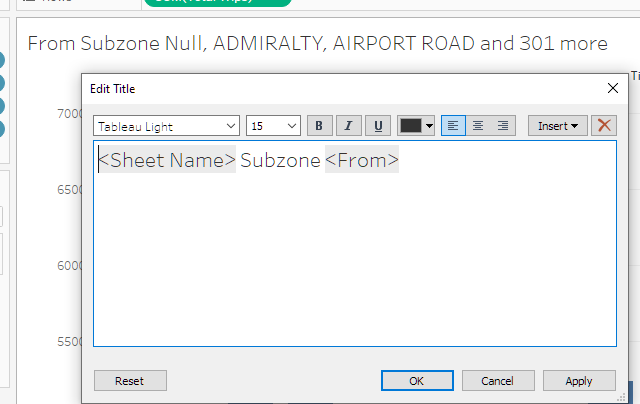 From Subzone Null, ADMIRALTY, AIRPORT ROAD and 301 more
Edit Title
Tableau Light 15 B I U Insert
7000
<Sheet Name> Subzone <From>
6500
6000
5500
Reset OK Cancel Apply